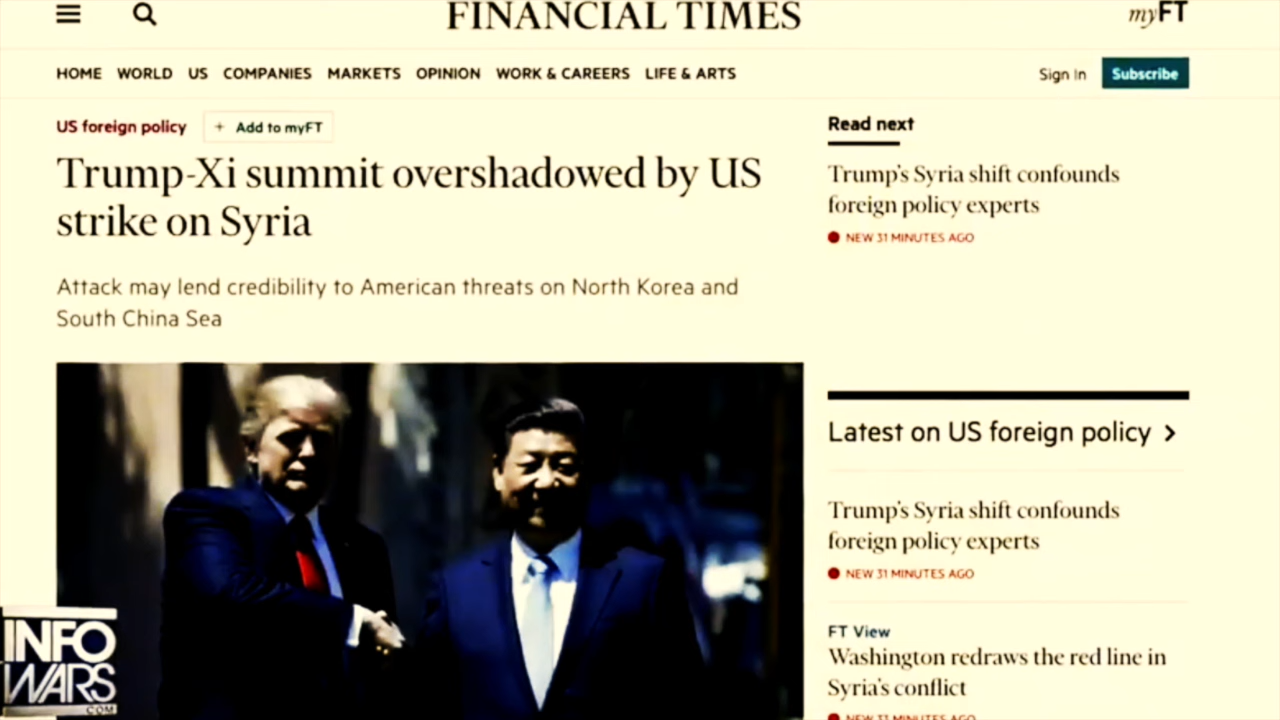 FINANCIAL TIMES
myFT
HOME WORLD US COMPANIES MARKETS OPINION WORK & CAREERS LIFE & ARTS
Sign In Subscribe
US foreign policy + Add to myFT
Trump-Xi summit overshadowed by US
strike on Syria
Attack may lend credibility to American threats on North Korea and
South China Sea
Read next
Trump's Syria shift confounds
foreign policy experts
NEW 31 MINUTES AGO
Latest on US foreign policy
Trump's Syria shift confounds
foreign policy experts
NEW 31 MINUTES AGO
FT View
Washington redraws the red line in
Syria's conflict
NEW 33 MINUTES AGO
INFO
WARS
.COM